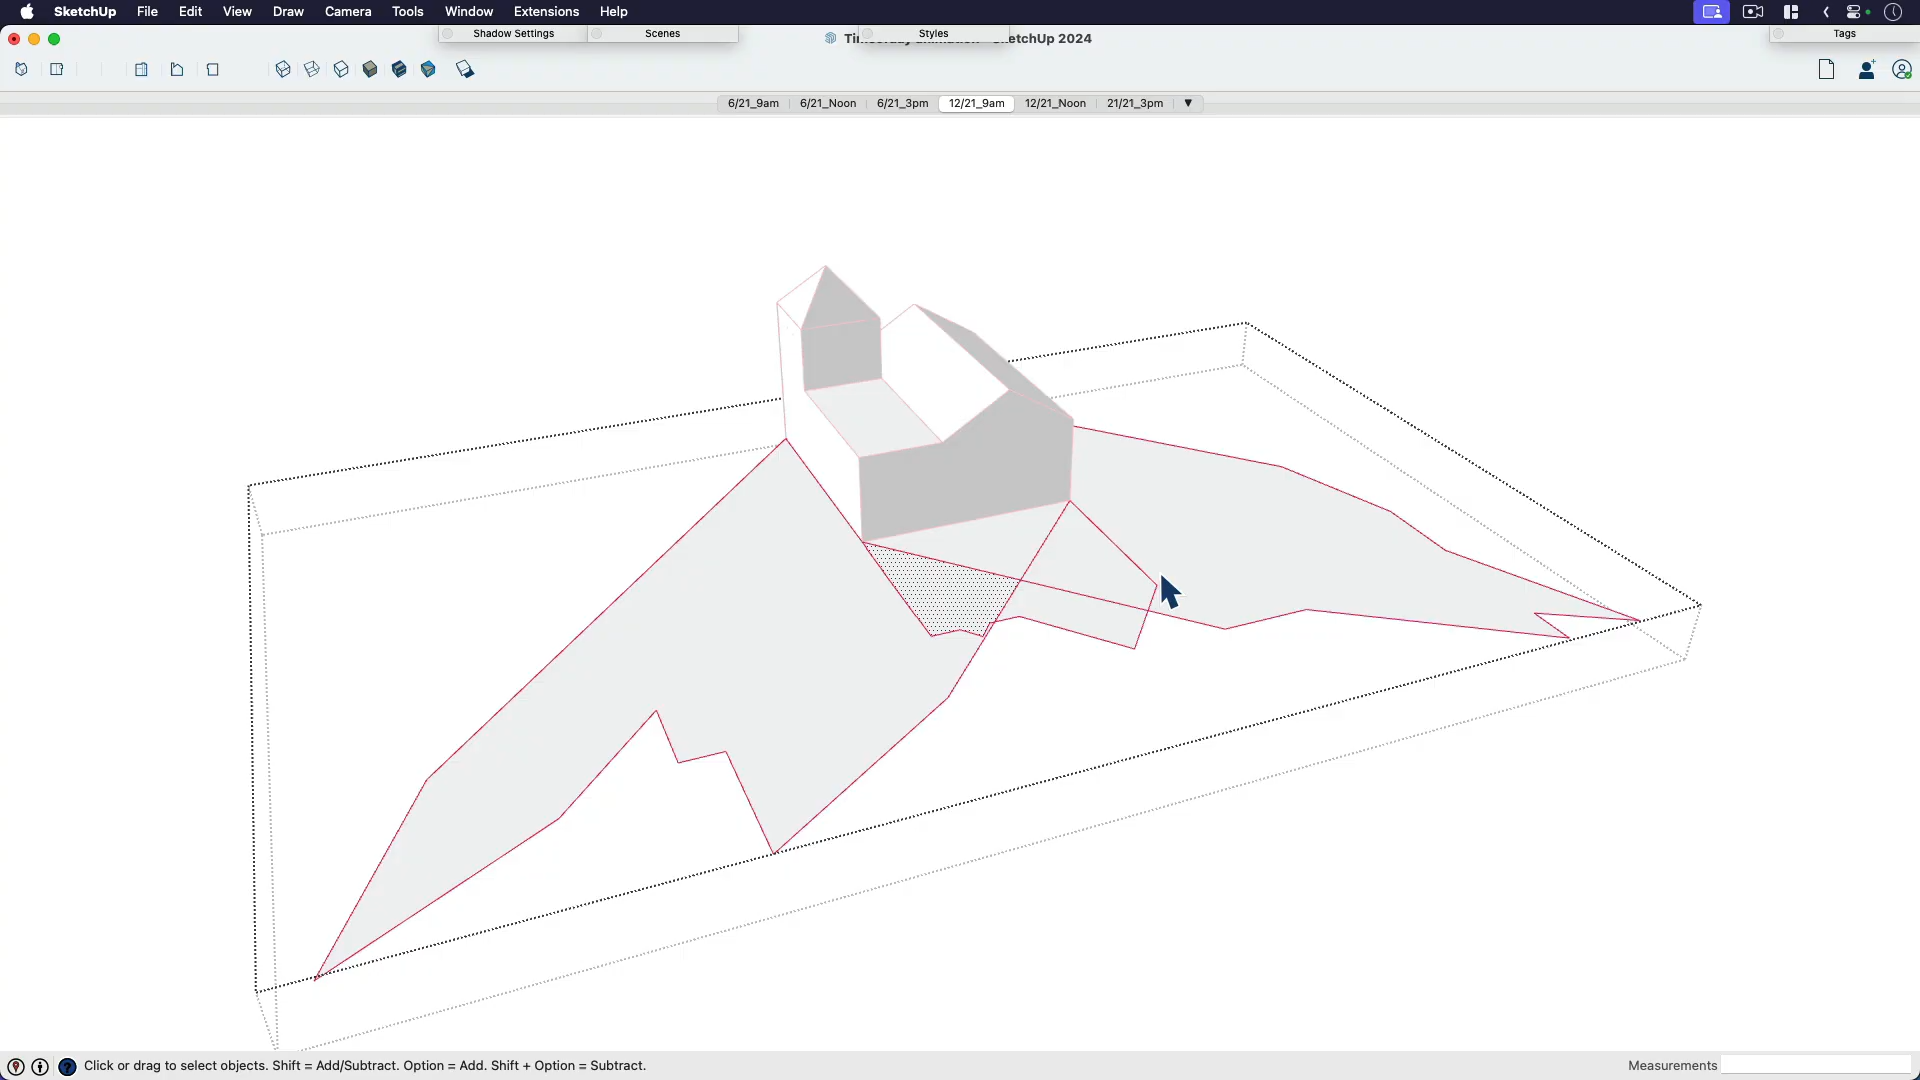 SketchUp File Edit View Draw Camera Tools Window Extensions Help
Shadow Settings Scenes Styles Tags
SketchUp 2024
6/21_9am 6/21_Noon 6/21_3pm 12/21_9am 12/21_Noon 21/21_3pm
Click or drag to select objects. Shift = Add/Subtract. Option = Add. Shift + Option = Subtract.
Measurements